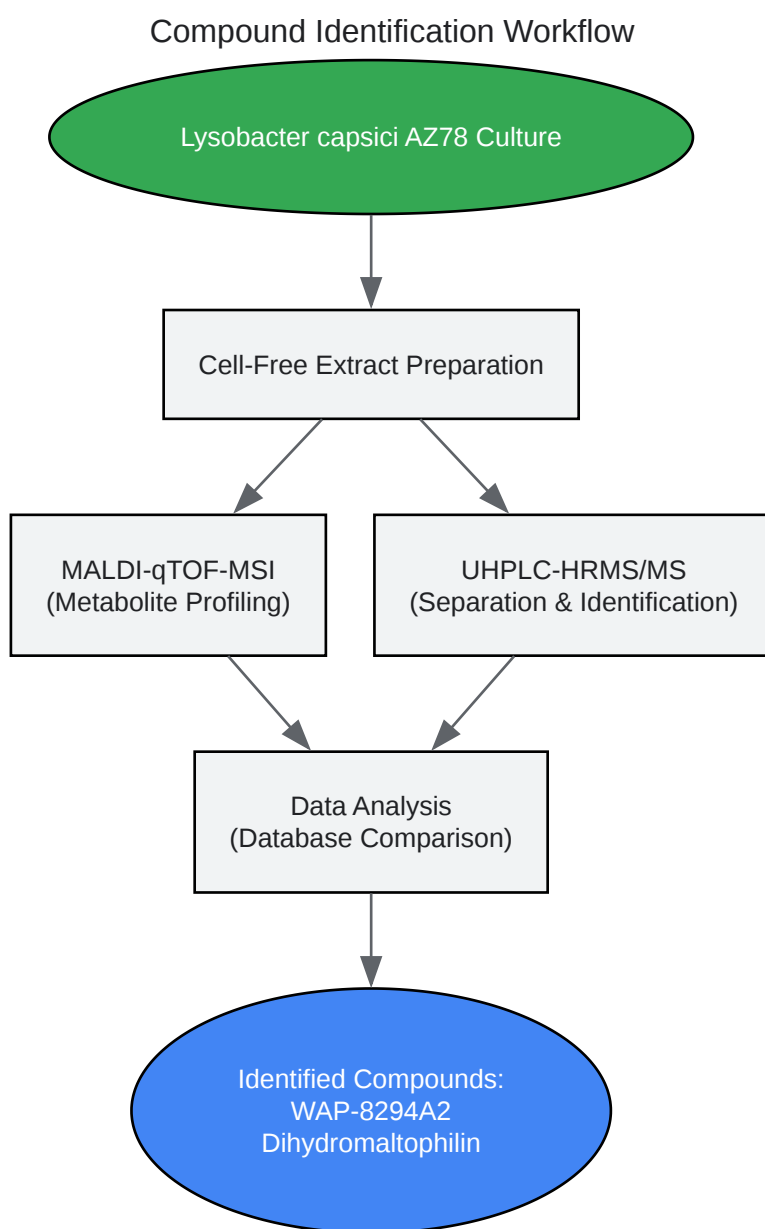 Compound Identification Workflow
Lysobacter capsici AZ78 Culture
Cell-Free Extract Preparation
MALDI-qTOF-MSI
(Metabolite Profiling)
UHPLC-HRMS/MS
(Separation & Identification)
Data Analysis
(Database Comparison)
Identified Compounds:
WAP-8294A2
Dihydromaltophilin